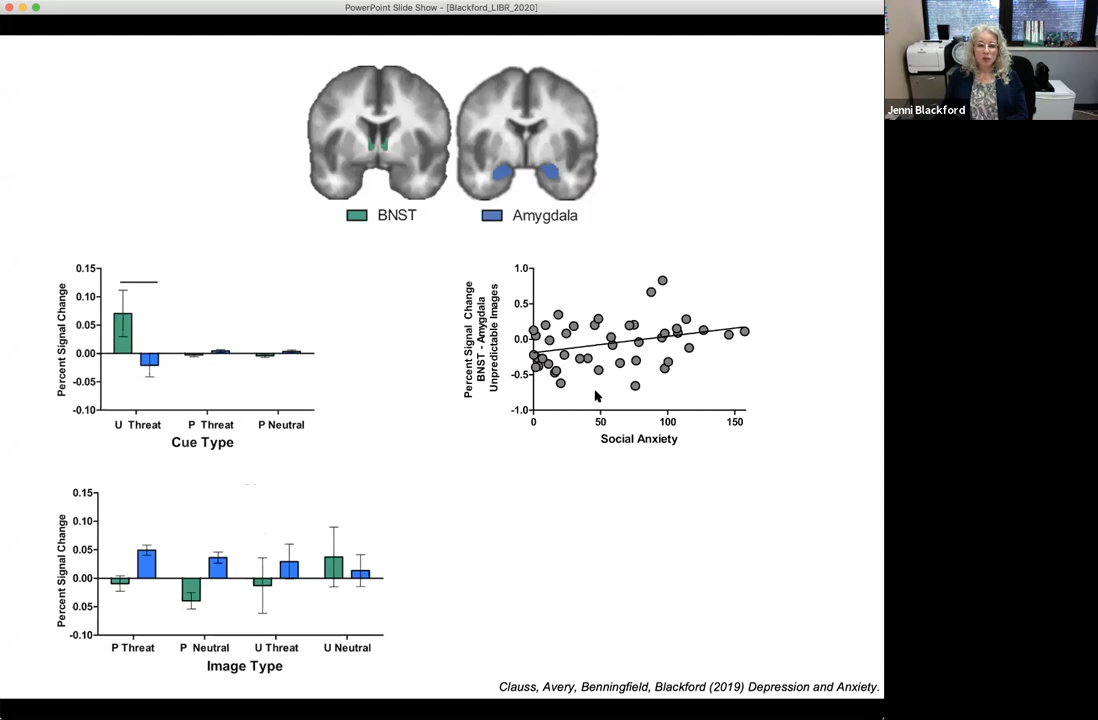 PowerPoint Slide Show - [Blackford_LIBR_2020]
Jenni Blackford
BNST
Amygdala
Percent Signal Change
0.15
0.10
0.05
0.00
-0.05
-0.10
U Threat
P Threat
P Neutral
Cue Type
Percent Signal Change
BNST - Amygdala
Unpredictable Images
1.0
0.5
0.0
-0.5
-1.0
0
50
100
150
Social Anxiety
Percent Signal Change
0.15
0.10
0.05
0.00
0.05
-0.10
P Threat
P Neutral
U Threat
U Neutral
Image Type
Clauss, Avery, Benningfield, Blackford (2019) Depression and Anxiety.